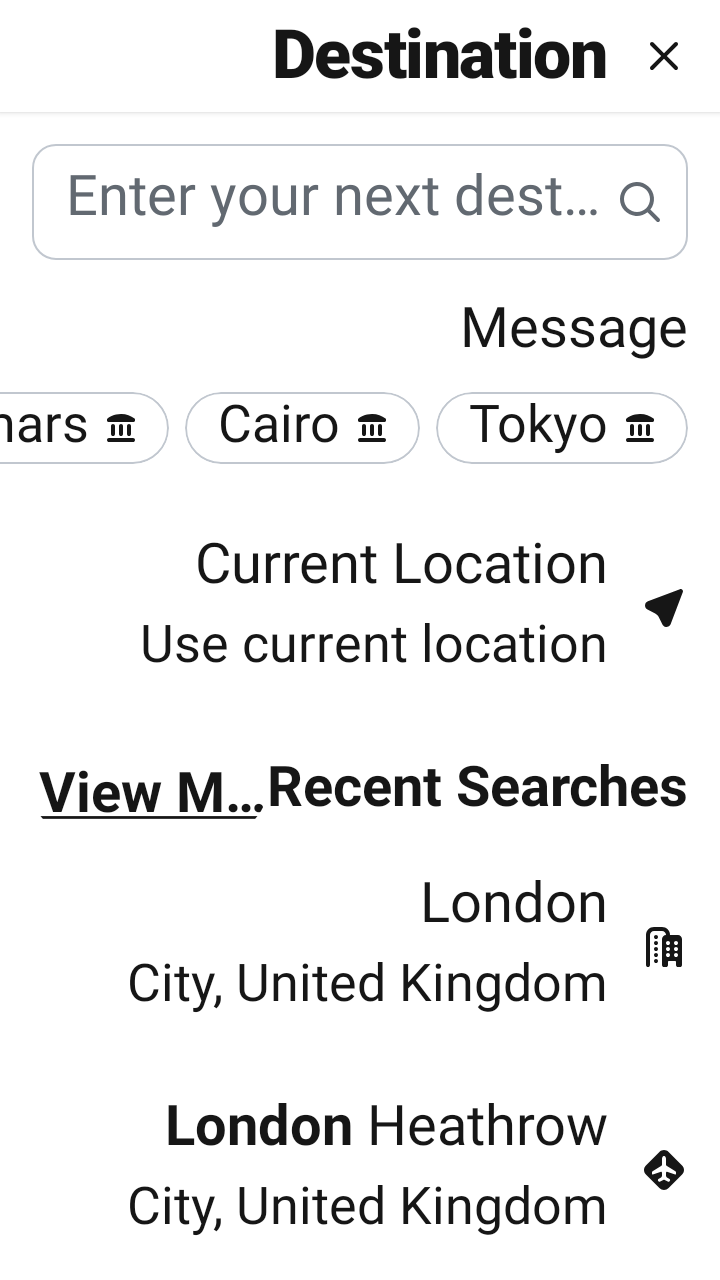 Destination
Enter your next dest...
Message
Tokyo
Cairo
Current Location
Use current location
Recent Searches
View M...
London
City, United Kingdom
London Heathrow
City, United Kingdom